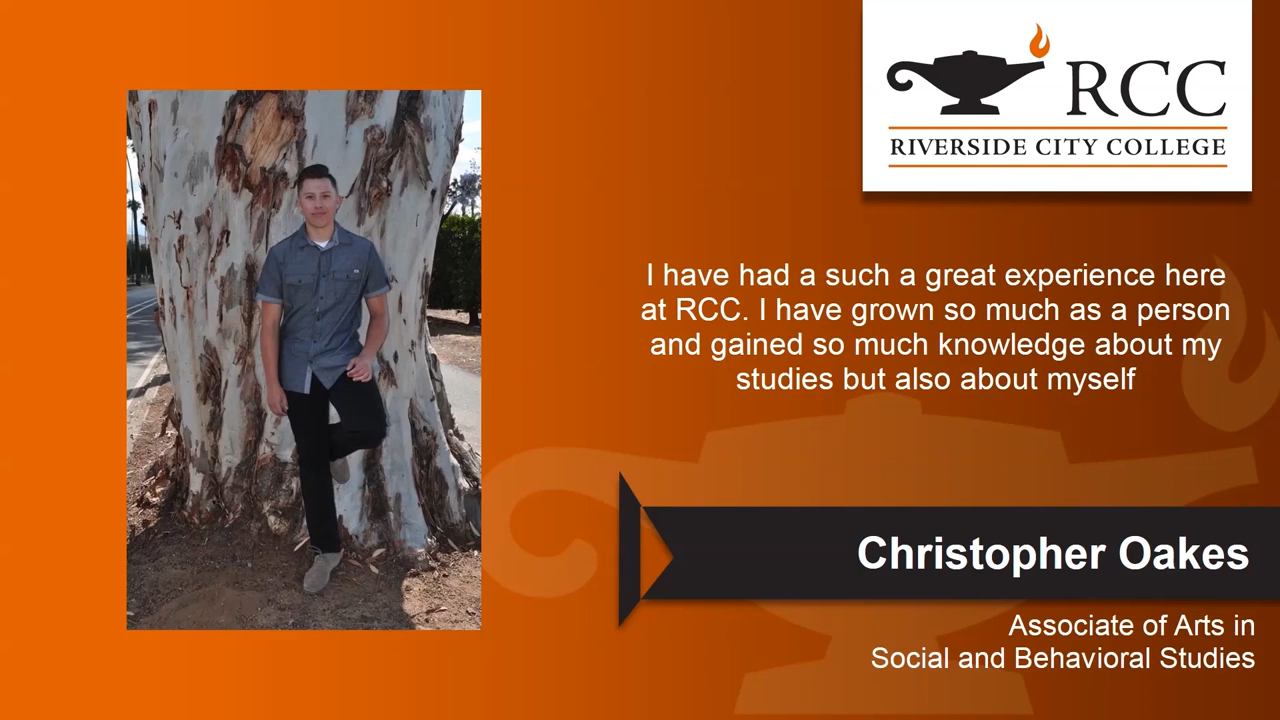 RCC
RIVERSIDE CITY COLLEGE
I have had a such a great experience here
at RCC. I have grown so much as a person
and gained so much knowledge about my
studies but also about myself
Christopher Oakes
Associate of Arts in
Social and Behavioral Studies